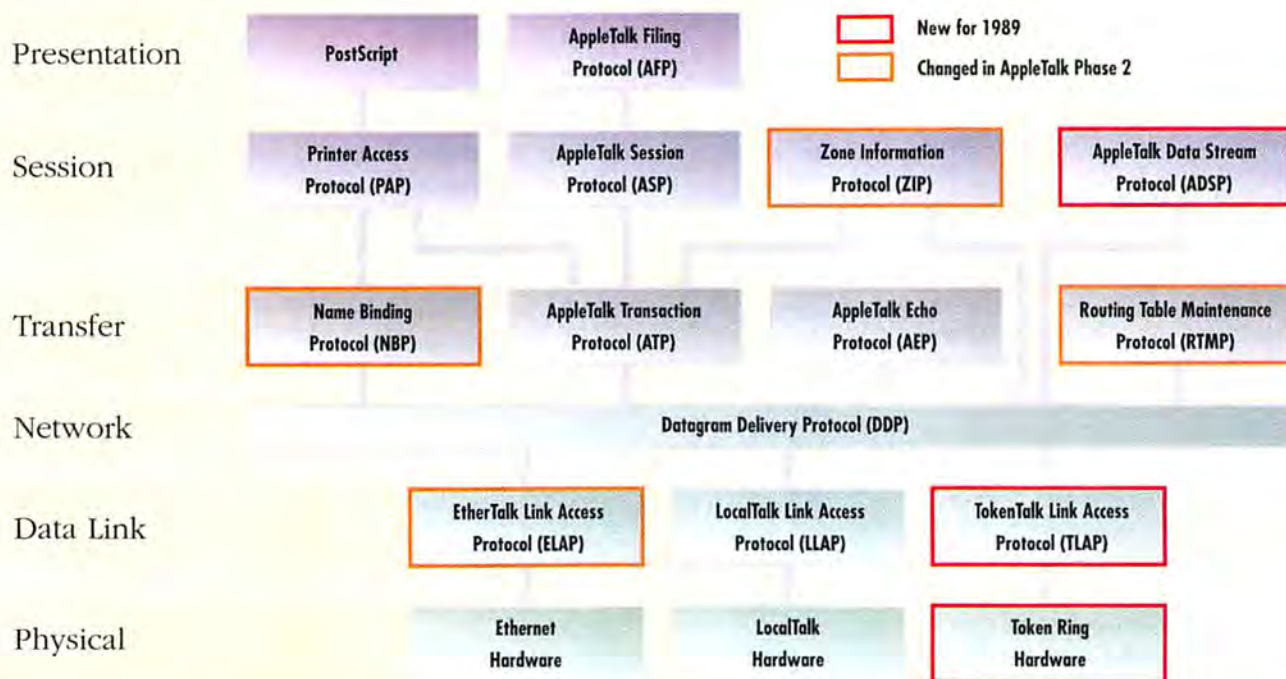 Presentation
PostScript
AppleTalk Filing
Protocol (AFP)
New for 1989
Changed in AppleTalk Phase 2
Session
Printer Access
Protocol (PAP)
AppleTalk Session
Protocol (ASP)
Zone Information
Protocol (ZIP)
AppleTalk Data Stream
Protocol (ADSP)
Transfer
Name Binding
Protocol (NBP)
AppleTalk Transaction
Protocol (ATP)
AppleTalk Echo
Protocol (AEP)
Routing Table Maintenance
Protocol (RTMP)
Network
Datagram Delivery Protocol (DDP)
Data Link
EtherTalk Link Access
Protocol (ELAP)
LocalTalk Link Access
Protocol (LLAP)
TokenTalk Link Access
Protocol (TLAP)
Physical
Ethernet
Hardware
LocalTalk
Hardware
Token Ring
Hardware